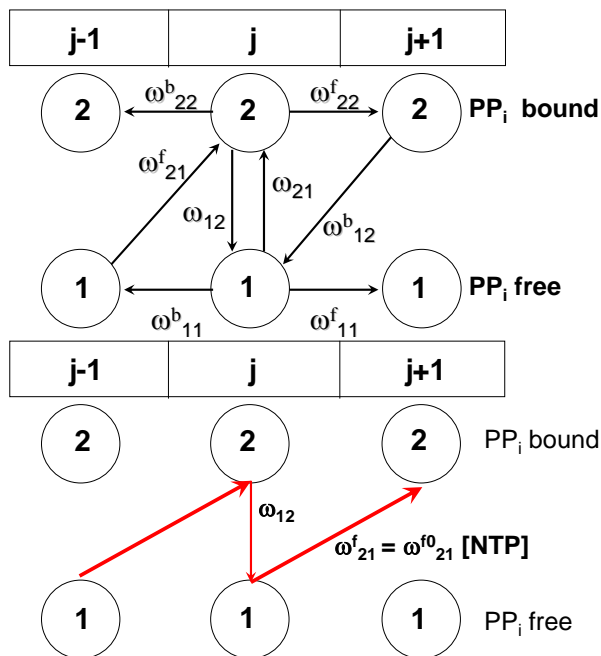 j-1 j j+1
2 ω^b_22 2 ω^f_22 2 PP_i bound
ω^f_21 ω_12 ω_21 ω^b_12
1 1 1 PP_i free
ω^b_11 ω^f_11
j-1 j j+1
2 2 2 PP_i bound
ω_12
ω^f_21 = ω^f0_21 [NTP]
1 1 1 PP_i free